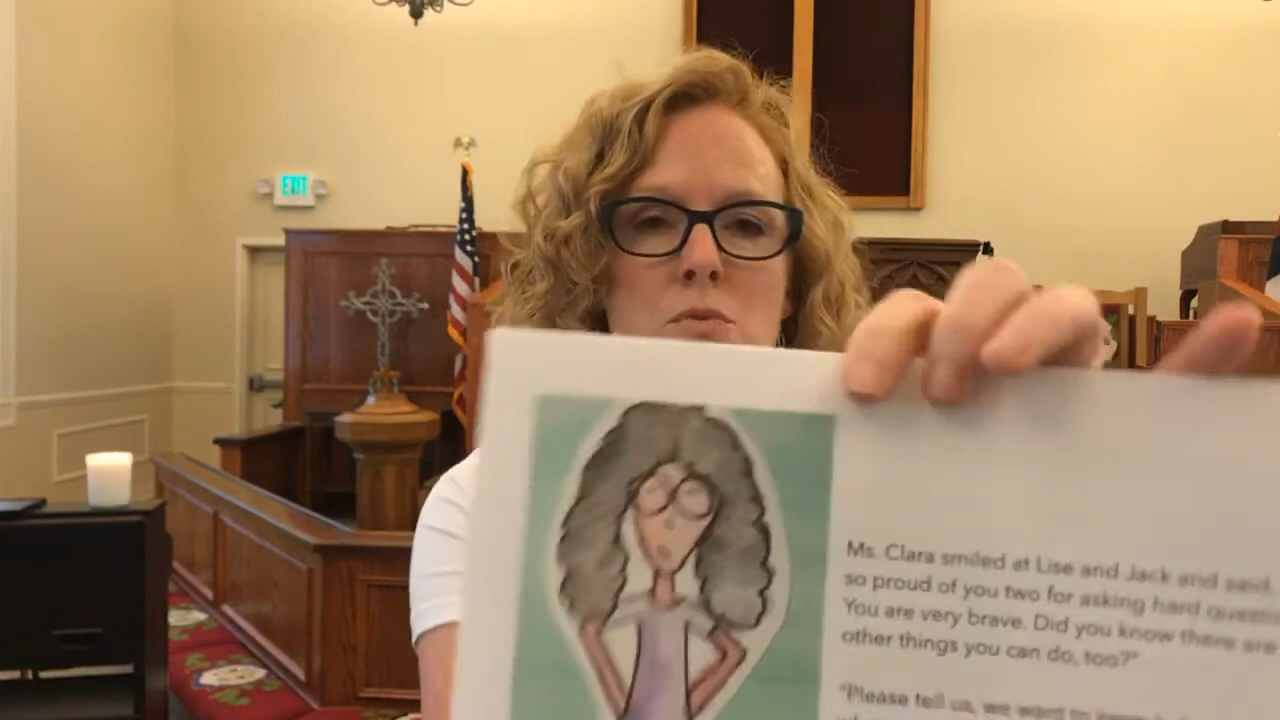 EXIT
Ms. Clara smiled at Lise and Jack and said,
so proud of you two for asking hard
You are very brave. Did you know there are
other things you can do, too?"
"Please tell us, we want to